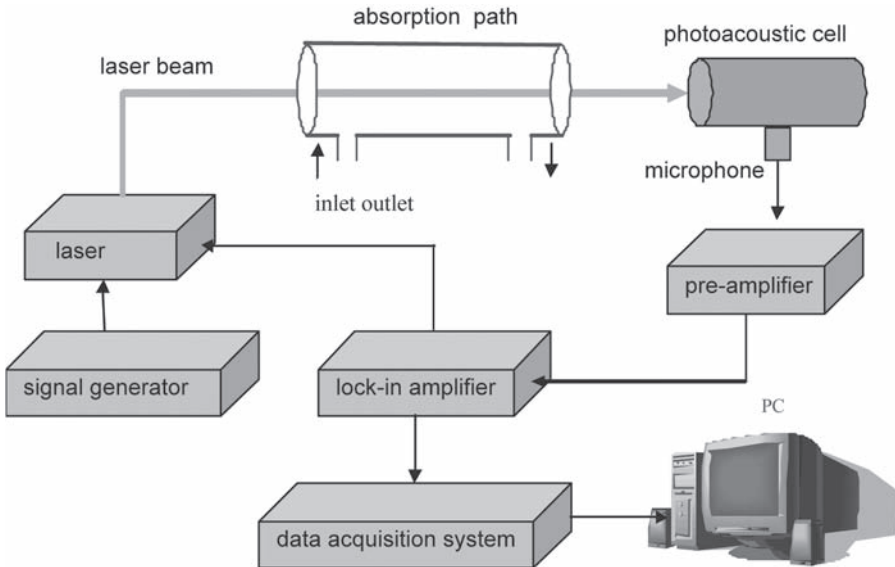 absorption path
photoacoustic cell
laser beam
microphone
inlet outlet
laser
pre-amplifier
signal generator
lock-in amplifier
PC
data acquisition system